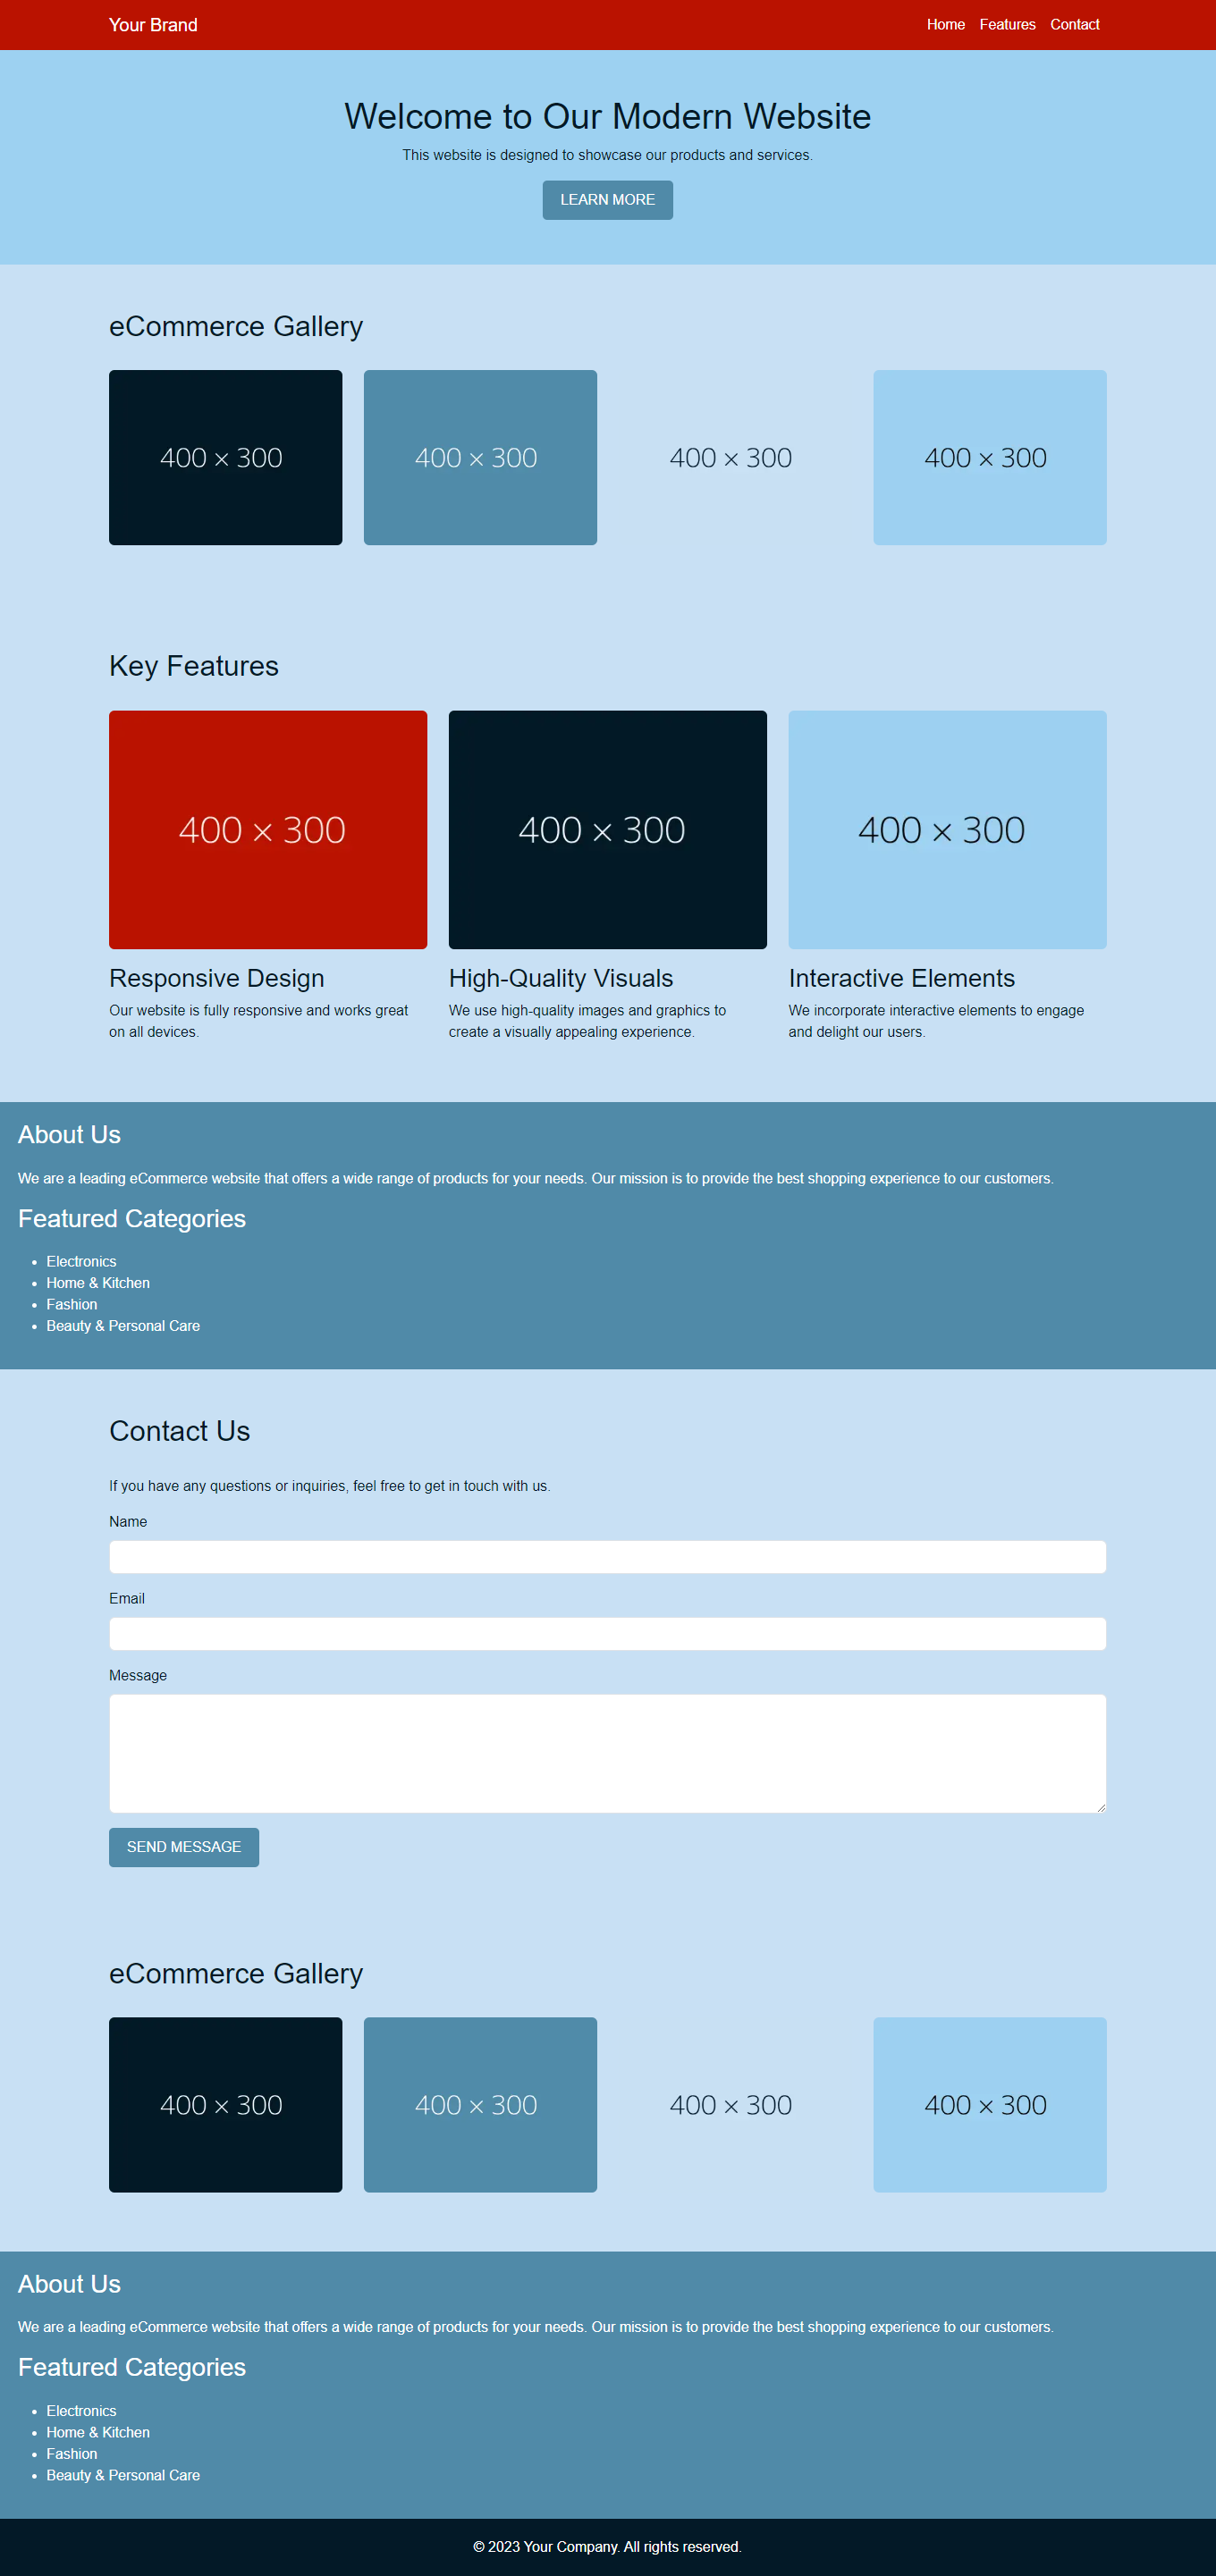 Your Brand
Home Features Contact
Welcome to Our Modern Website
This website is designed to showcase our products and services.
LEARN MORE
eCommerce Gallery
400 × 300
400 × 300
400 × 300
400 × 300
Key Features
400 × 300
400 × 300
400 × 300
Responsive Design
Our website is fully responsive and works great
on all devices.
High-Quality Visuals
We use high-quality images and graphics to
create a visually appealing experience.
Interactive Elements
We incorporate interactive elements to engage
and delight our users.
About Us
We are a leading eCommerce website that offers a wide range of products for your needs. Our mission is to provide the best shopping experience to our customers.
Featured Categories
• Electronics
• Home & Kitchen
• Fashion
• Beauty & Personal Care
Contact Us
If you have any questions or inquiries, feel free to get in touch with us.
Name
Email
Message
SEND MESSAGE
eCommerce Gallery
400 × 300
400 × 300
400 × 300
400 × 300
About Us
We are a leading eCommerce website that offers a wide range of products for your needs. Our mission is to provide the best shopping experience to our customers.
Featured Categories
• Electronics
• Home & Kitchen
• Fashion
• Beauty & Personal Care
© 2023 Your Company. All rights reserved.